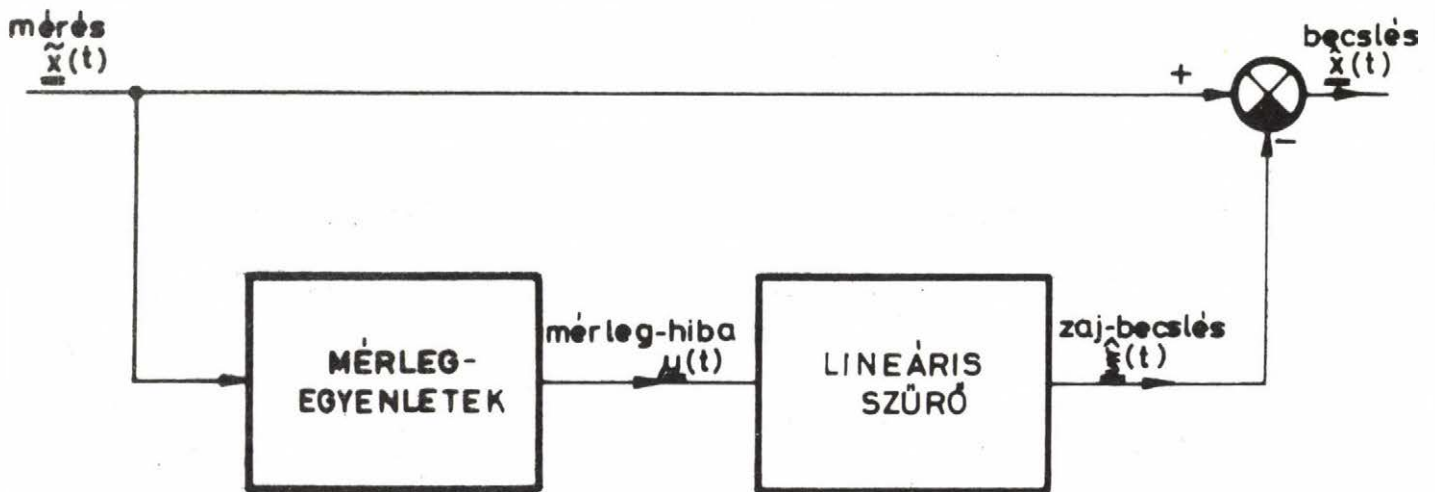 mérés
x̃(t)
becslés
x̂(t)
+
−
MÉRLEG-
EGYENLETEK
mérleg-hiba
μ(t)
LINEÁRIS
SZŰRŐ
zaj-becslés
ξ̂(t)